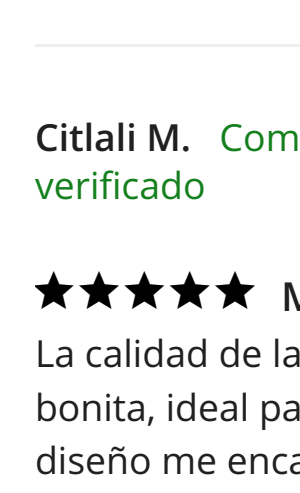 Citlali M. Com
verificado
★★★★★
La calidad de la
bonita, ideal pa
diseño me enca